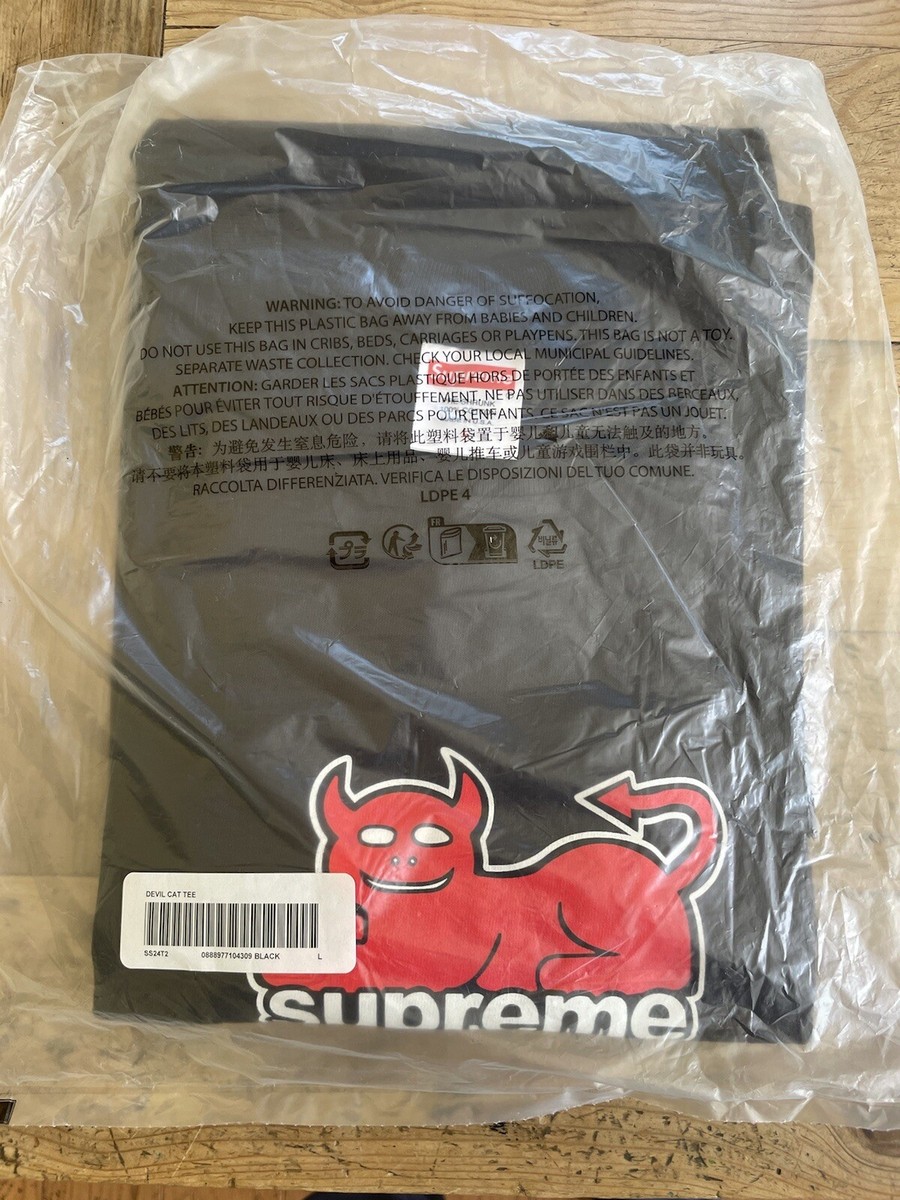 WARNING: TO AVOID DANGER OF SUFFOCATION,
KEEP THIS PLASTIC BAG AWAY FROM BABIES AND CHILDREN.
DO NOT USE THIS BAG IN CRIBS, BEDS, CARRIAGES OR PLAYPENS. THIS BAG IS NOT A TOY.
SEPARATE WASTE COLLECTION. CHECK YOUR LOCAL MUNICIPAL GUIDELINES.
ATTENTION: GARDER LES SACS PLASTIQUE HORS DE PORTÉE DES ENFANTS ET
BÉBÉS POUR ÉVITER TOUT RISQUE D'ÉTOUFFEMENT, NE PAS UTILISER DANS DES BERCEAUX,
DES LITS, DES LANDEAUX OU DES PARCS POUR ENFANTS. CE SAC N'EST PAS UN JOUET.
警告: 为避免发生窒息危险，请将此塑料袋置于婴儿和儿童无法触及的地方。
请不要将本塑料袋用于婴儿床、床上用品、婴儿推车或儿童游戏围栏中。此袋并非玩具。
RACCOLTA DIFFERENZIATA. VERIFICA LE DISPOSIZIONI DEL TUO COMUNE.
LDPE 4
プラ
FR
비닐류
LDPE
DEVIL CAT TEE
SS24T2 0888977104309 BLACK L
supreme